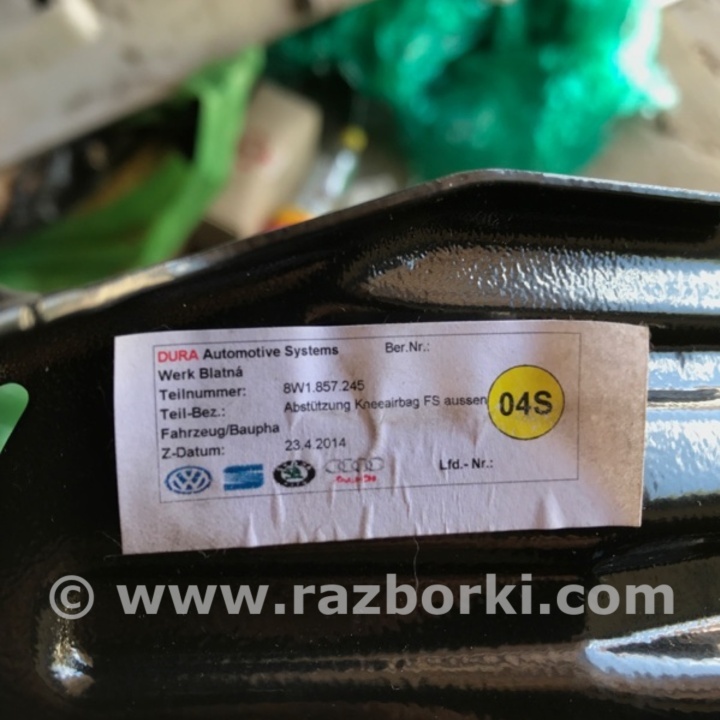 DURA Automotive Systems Ber.Nr.:
Werk Blatná
Teilnummer: 8W1.857.245
Teil-Bez.: Abstützung Kneeairbag FS aussen
04S
Fahrzeug/Baupha
Z-Datum: 23.4.2014
Lfd.- Nr.:
© www.razborki.com